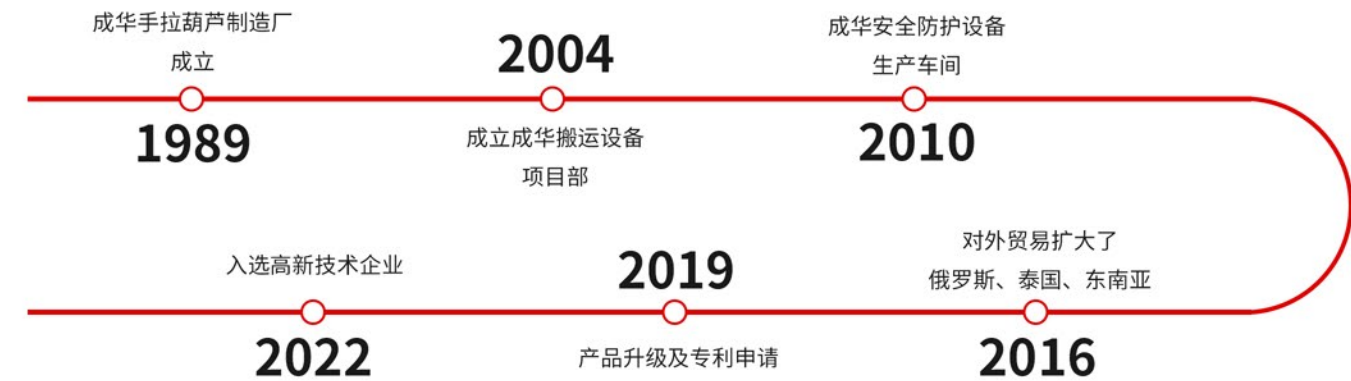 成华手拉葫芦制造厂
成立
1989
2004
成立成华搬运设备
项目部
成华安全防护设备
生产车间
2010
对外贸易扩大了
俄罗斯、泰国、东南亚
2016
2019
产品升级及专利申请
入选高新技术企业
2022